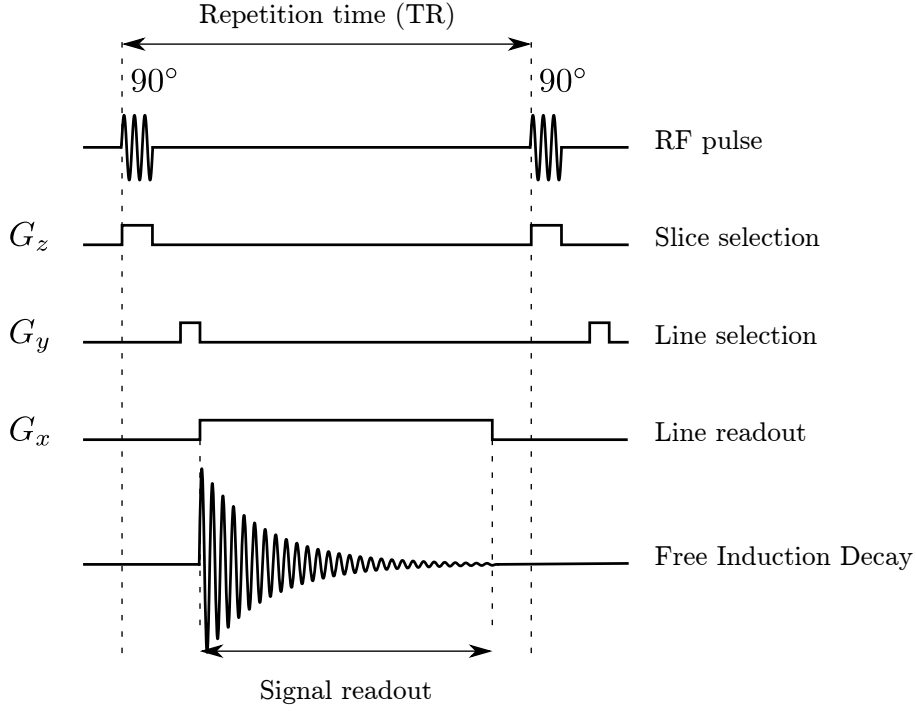 Repetition time (TR)
90° 90°
RF pulse
G_z Slice selection
G_y Line selection
G_x Line readout
Free Induction Decay
Signal readout